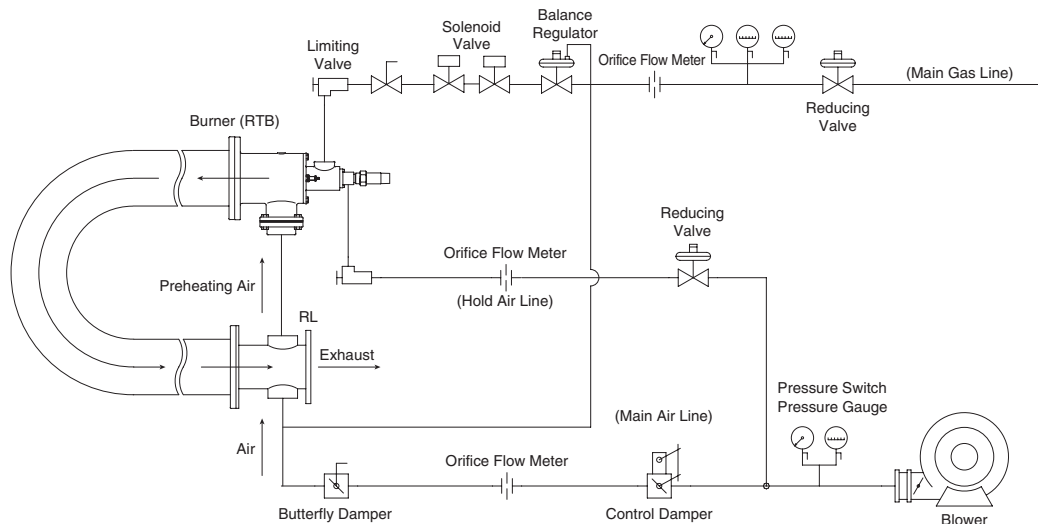 Solenoid
Valve
Balance
Regulator
Limiting
Valve
Orifice Flow Meter
(Main Gas Line)
Reducing
Valve
Burner (RTB)
Reducing
Valve
Orifice Flow Meter
(Hold Air Line)
Preheating Air
RL
Exhaust
Pressure Switch
Pressure Gauge
(Main Air Line)
Air
Orifice Flow Meter
Butterfly Damper
Control Damper
Blower